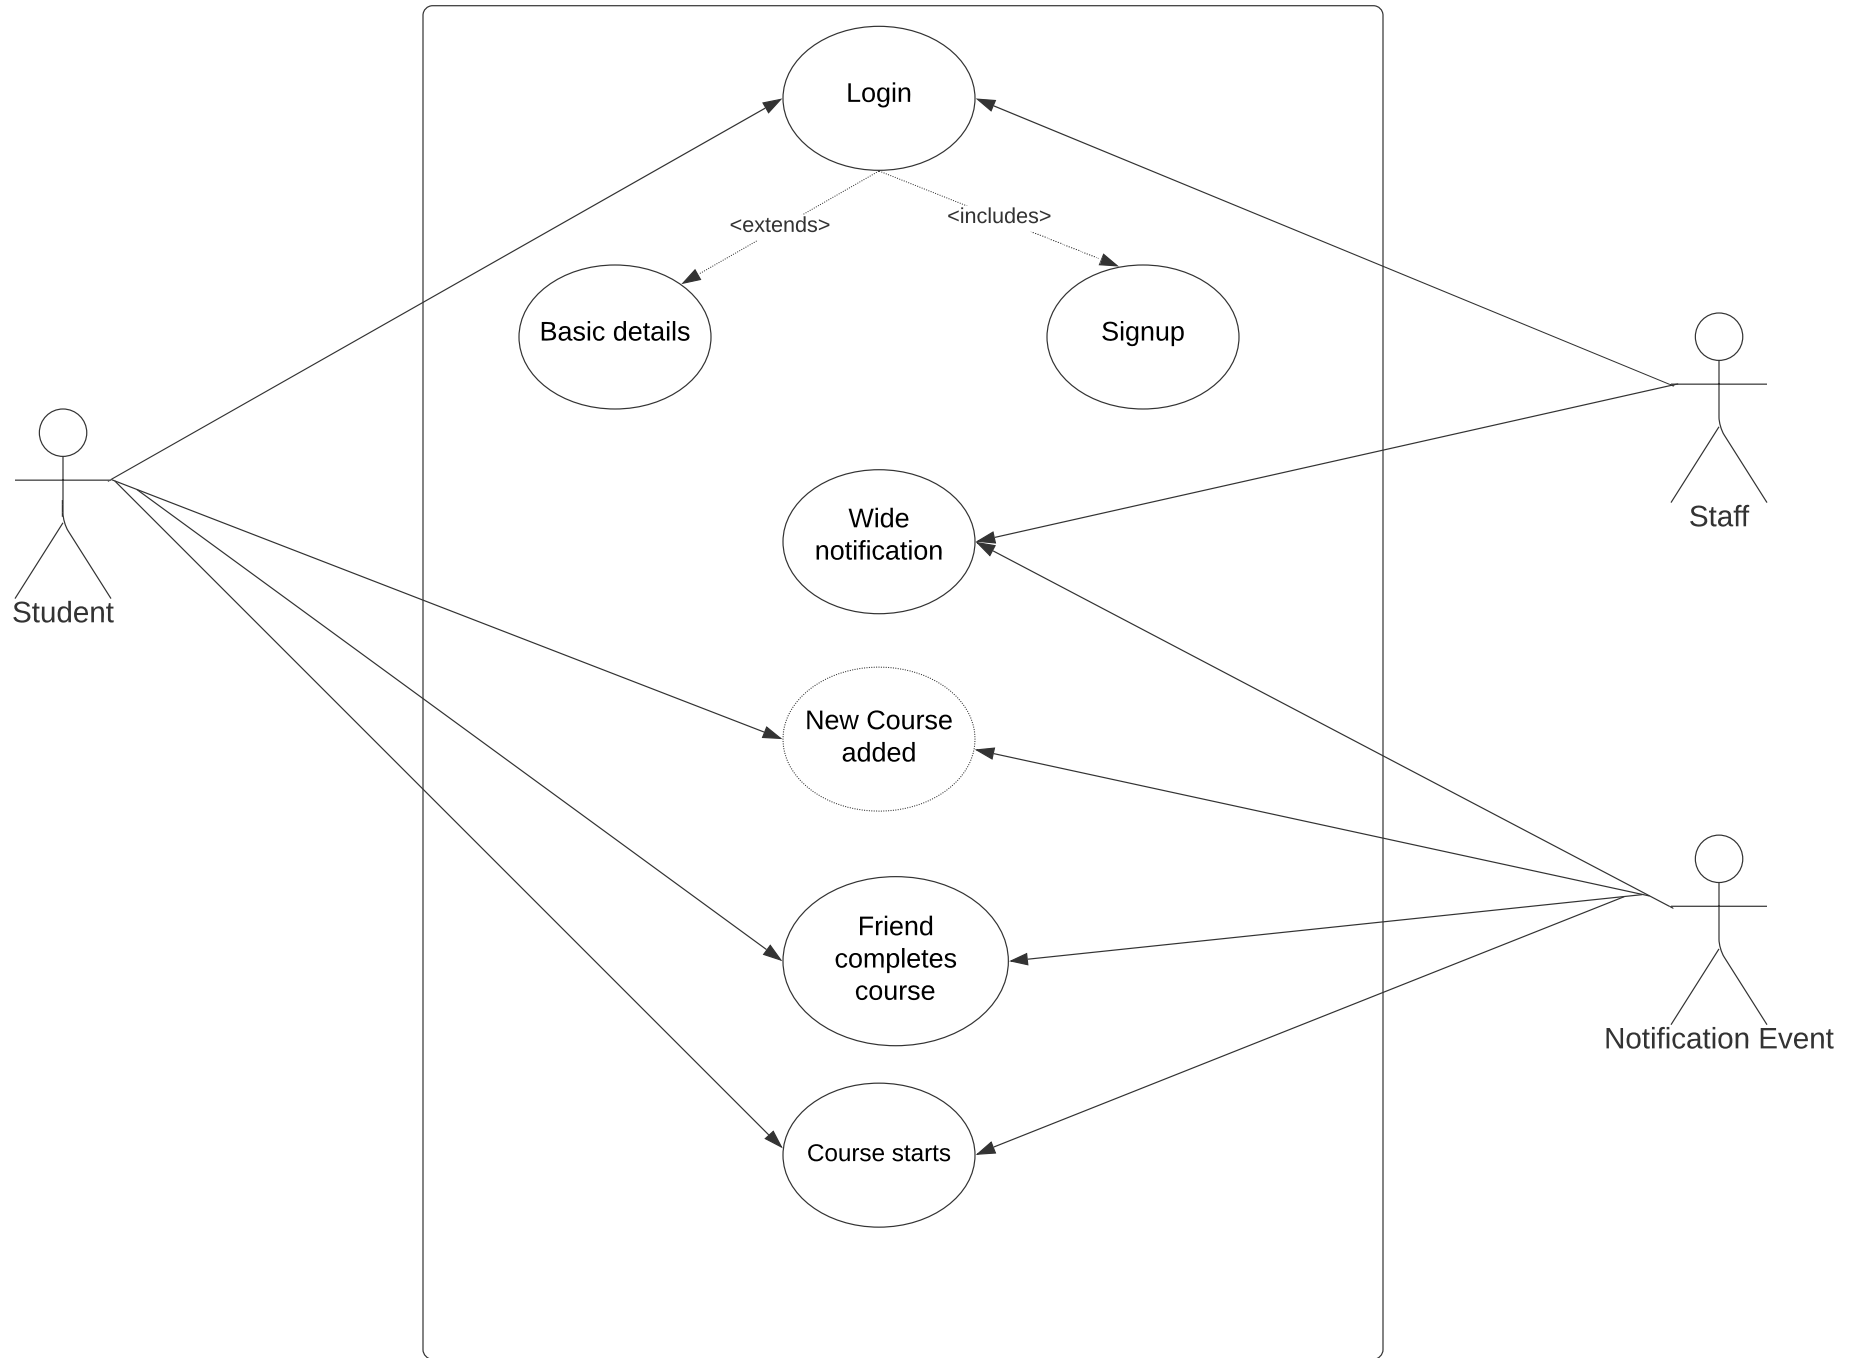 Login
<extends>
<includes>
Basic details
Signup
Wide
notification
Staff
Student
New Course
added
Friend
completes
course
Notification Event
Course starts